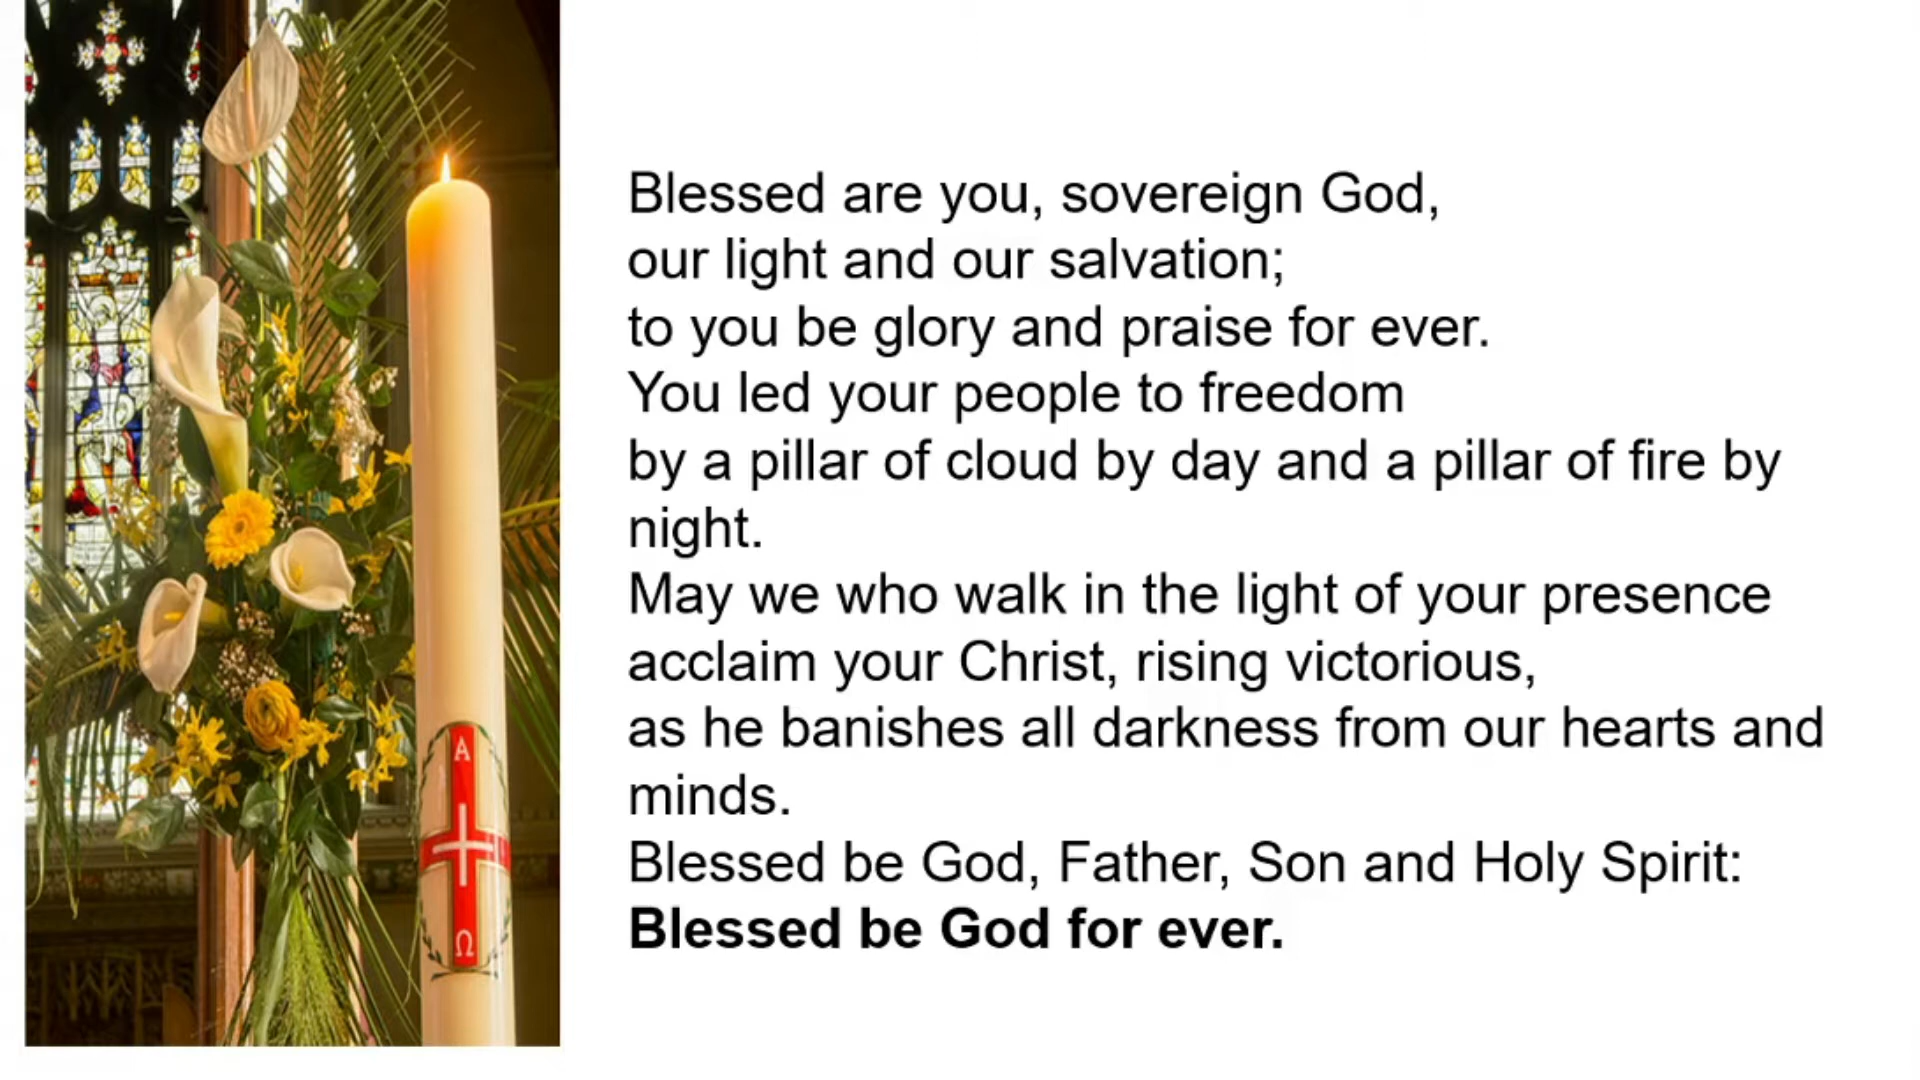 Blessed are you, sovereign God,
our light and our salvation;
to you be glory and praise for ever.
You led your people to freedom
by a pillar of cloud by day and a pillar of fire by
night.
May we who walk in the light of your presence
acclaim your Christ, rising victorious,
as he banishes all darkness from our hearts and
minds.
Blessed be God, Father, Son and Holy Spirit:
Blessed be God for ever.
Α
Ω